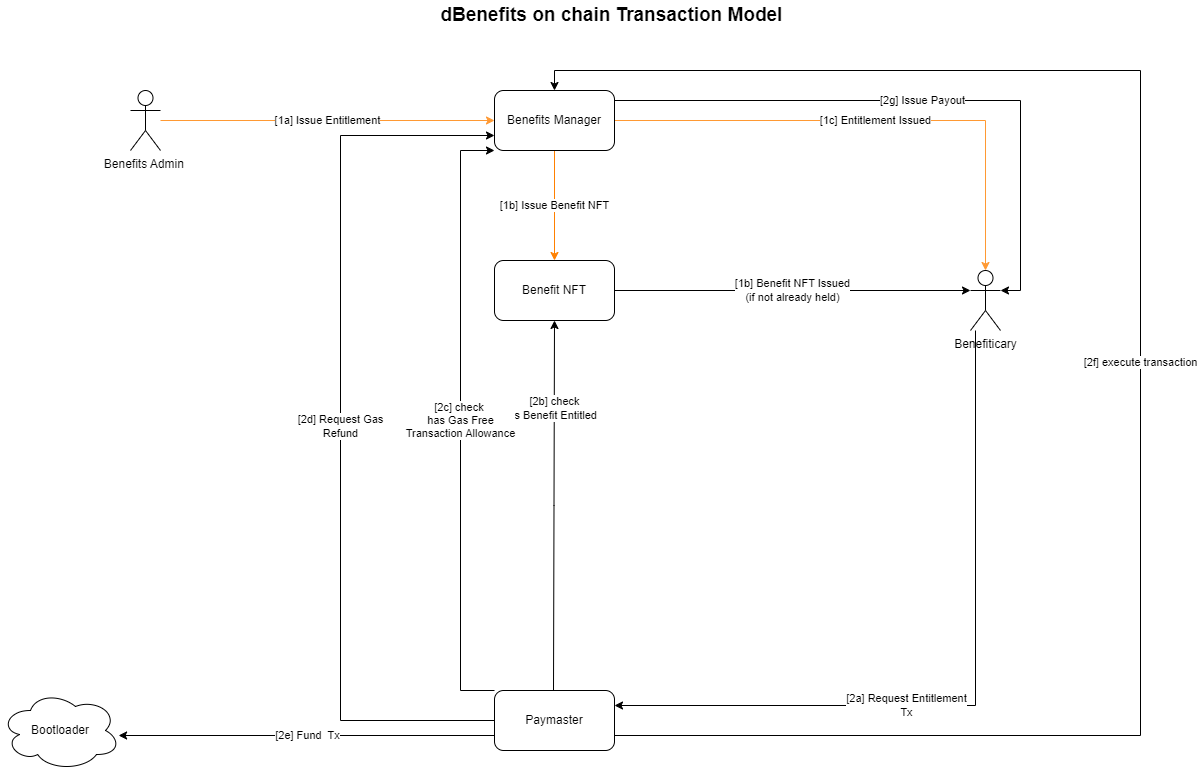 dBenefits on chain Transaction Model
[2g] Issue Payout
[1a] Issue Entitlement
Benefits Manager
[1c] Entitlement Issued
Benefits Admin
[1b] Issue Benefit NFT
Benefit NFT
[1b] Benefit NFT Issued
(if not already held)
Benefiticary
[2f] execute transaction
[2d] Request Gas
Refund
[2c] check
has Gas Free
Transaction Allowance
[2b] check
s Benefit Entitled
[2a] Request Entitlement
Tx
Paymaster
Bootloader
[2e] Fund Tx